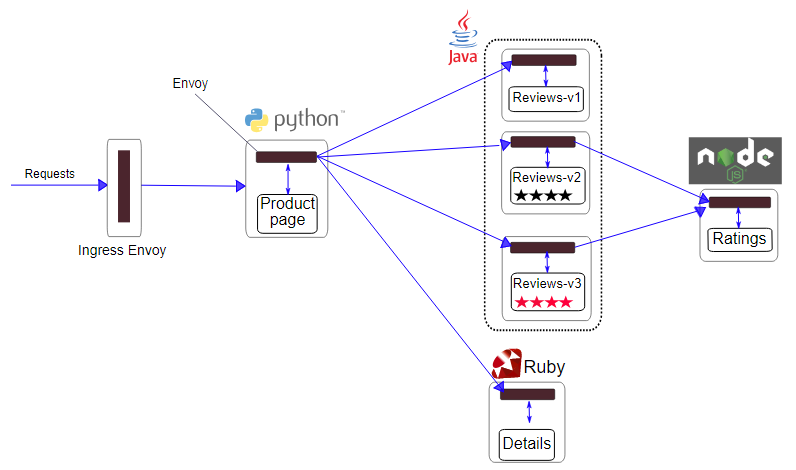 Java
Envoy
python™
Reviews-v1
Requests
Product
page
Ingress Envoy
Reviews-v2
node
JS
Ratings
Reviews-v3
Ruby
Details